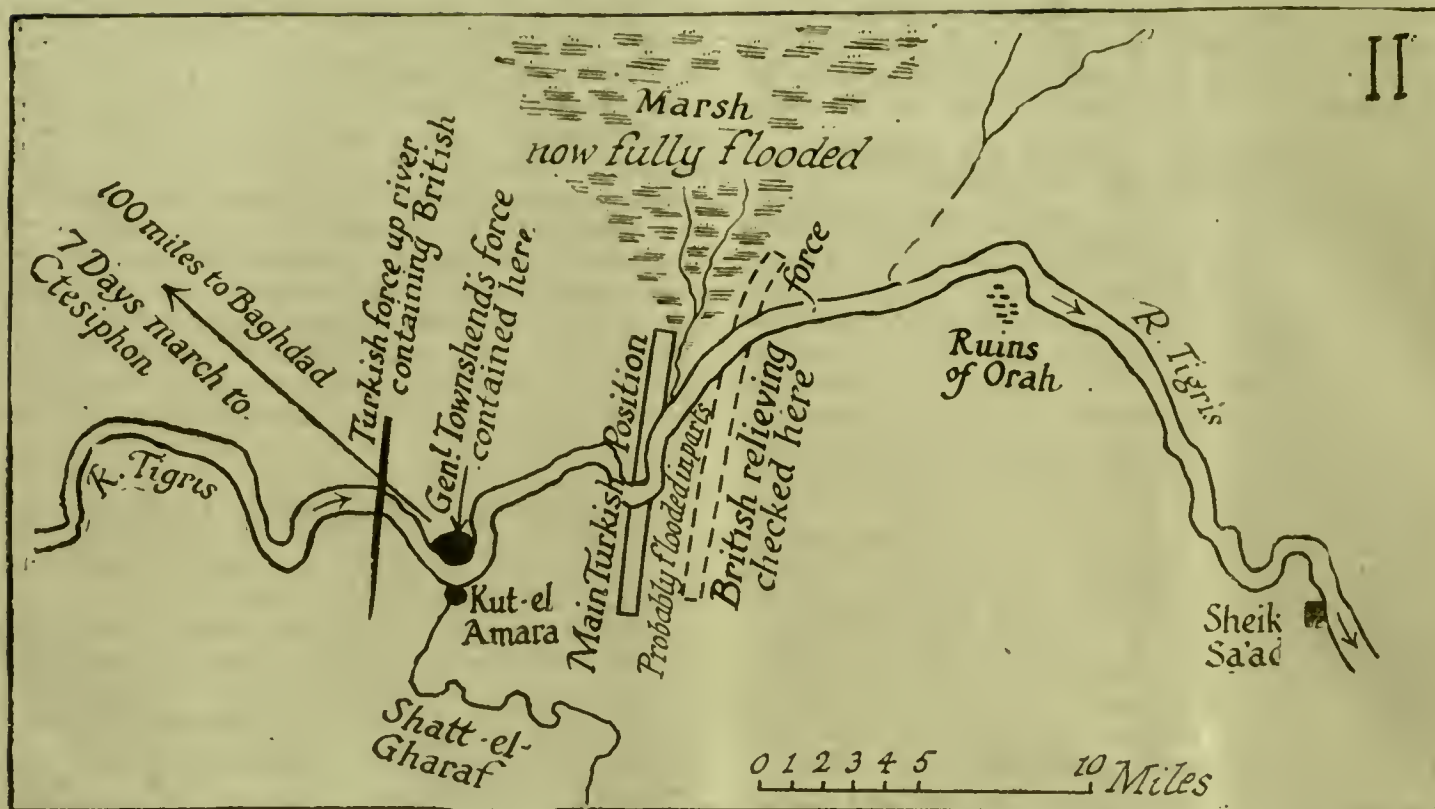 II
Marsh
now fully flooded
100 miles to Baghdad
7 Days march to
Ctesiphon
Turkish force up river
containing British
Genl. Townshend's force
contained here.
Main Turkish Position
Probably flooded in parts
British relieving force
checked here
R. Tigris
R. Tigris
Ruins
of Orah
Kut-el
Amara
Shatt-el-
Gharaf
Sheik
Sa'ad
0 1 2 3 4 5 10 Miles